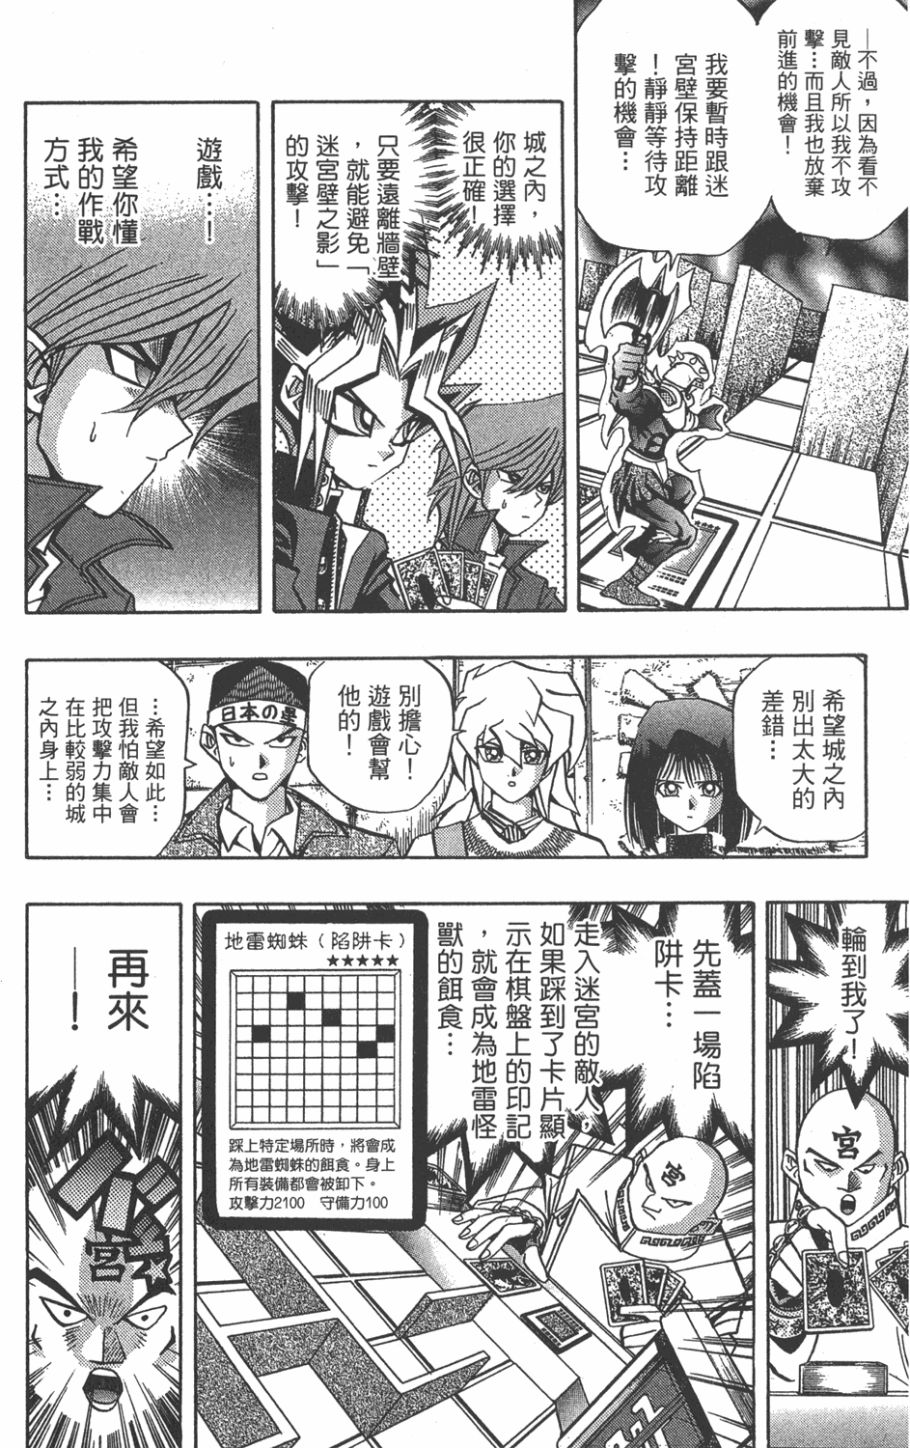 ─不過，因為看不
見敵人所以我不攻
擊…而且我也放棄
前進的機會！
我要暫時跟迷
宮壁保持距離
！靜靜等待攻
擊的機會…
城之內，
你的選擇
很正確！
只要遠離牆壁
，就能避免「
迷宮壁之影」
的攻擊！
遊戲…！
希望你懂
我的作戰
方式…
希望城之內
別出太大的
差錯…
別擔心！
遊戲會幫
他的！
日本の星
…希望如此…
但我怕敵人會
把攻擊力集中
在比較弱的城
之內身上…
輪到我了！
宮
先蓋一場陷
阱卡…
走入迷宮的敵人，
如果踩到了卡片顯
示在棋盤上的印記
，就會成為地雷怪
獸的餌食…
宮
地雷蜘蛛（陷阱卡）
★★★★★
踩上特定場所時，將會成
為地雷蜘蛛的餌食。身上
所有裝備都會被卸下。
攻擊力2100　守備力100
再來
──！
宮